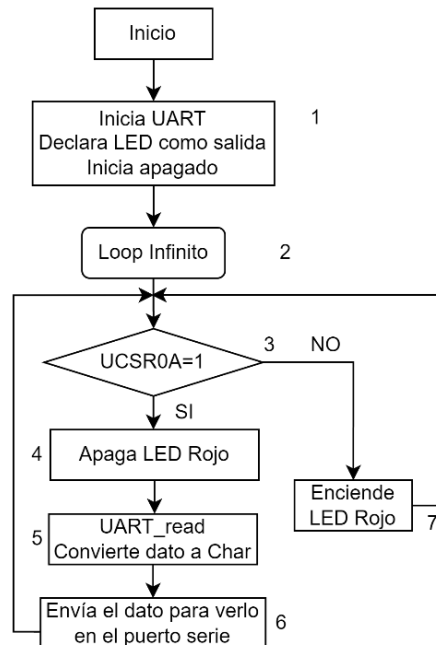 Inicio
Inicia UART
Declara LED como salida
Inicia apagado
1
Loop Infinito
2
UCSR0A=1
3
NO
SI
4
Apaga LED Rojo
Enciende
LED Rojo
7
5
UART_read
Convierte dato a Char
Envía el dato para verlo
en el puerto serie
6